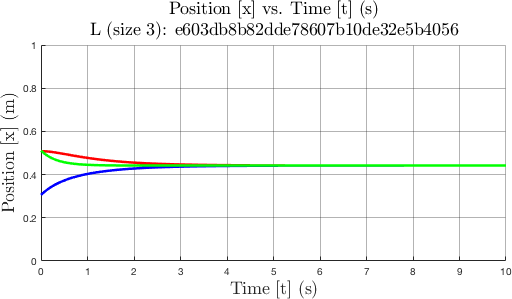 Position [x] vs. Time [t] (s)
L (size 3): e603db8b82dde78607b10de32e5b4056
Position [x] (m)
1
0.8
0.6
0.4
0.2
0
0 1 2 3 4 5 6 7 8 9 10
Time [t] (s)